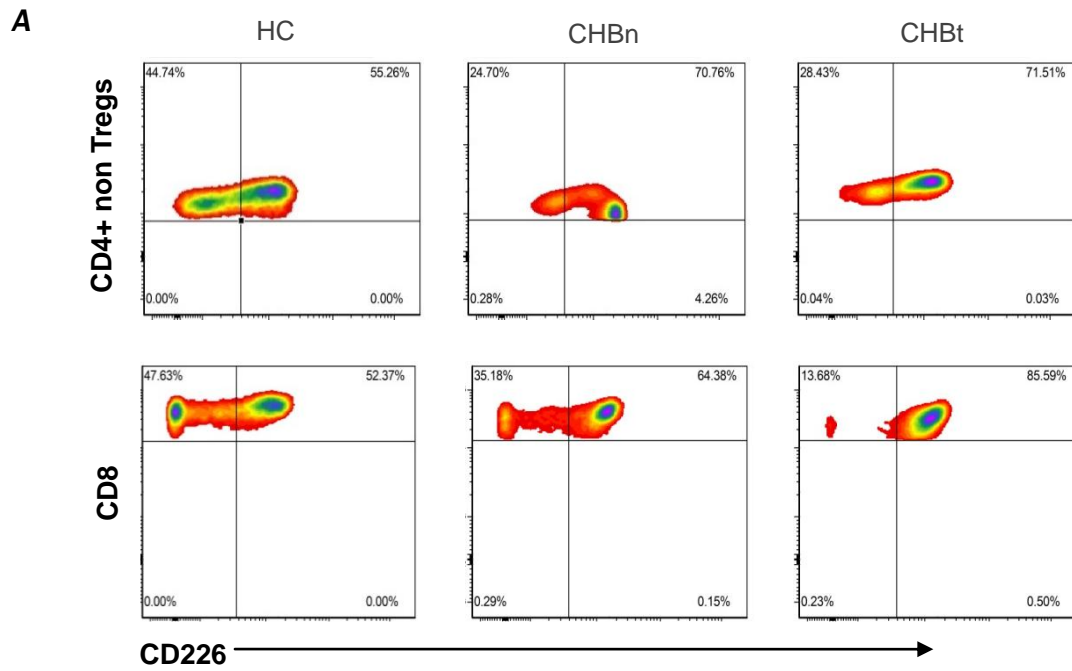 A
HC CHBn CHBt
CD4+ non Tregs
44.74% 55.26%
0.00% 0.00%
24.70% 70.76%
0.28% 4.26%
28.43% 71.51%
0.04% 0.03%
CD8
47.63% 52.37%
0.00% 0.00%
35.18% 64.38%
0.29% 0.15%
13.68% 85.59%
0.23% 0.50%
CD226